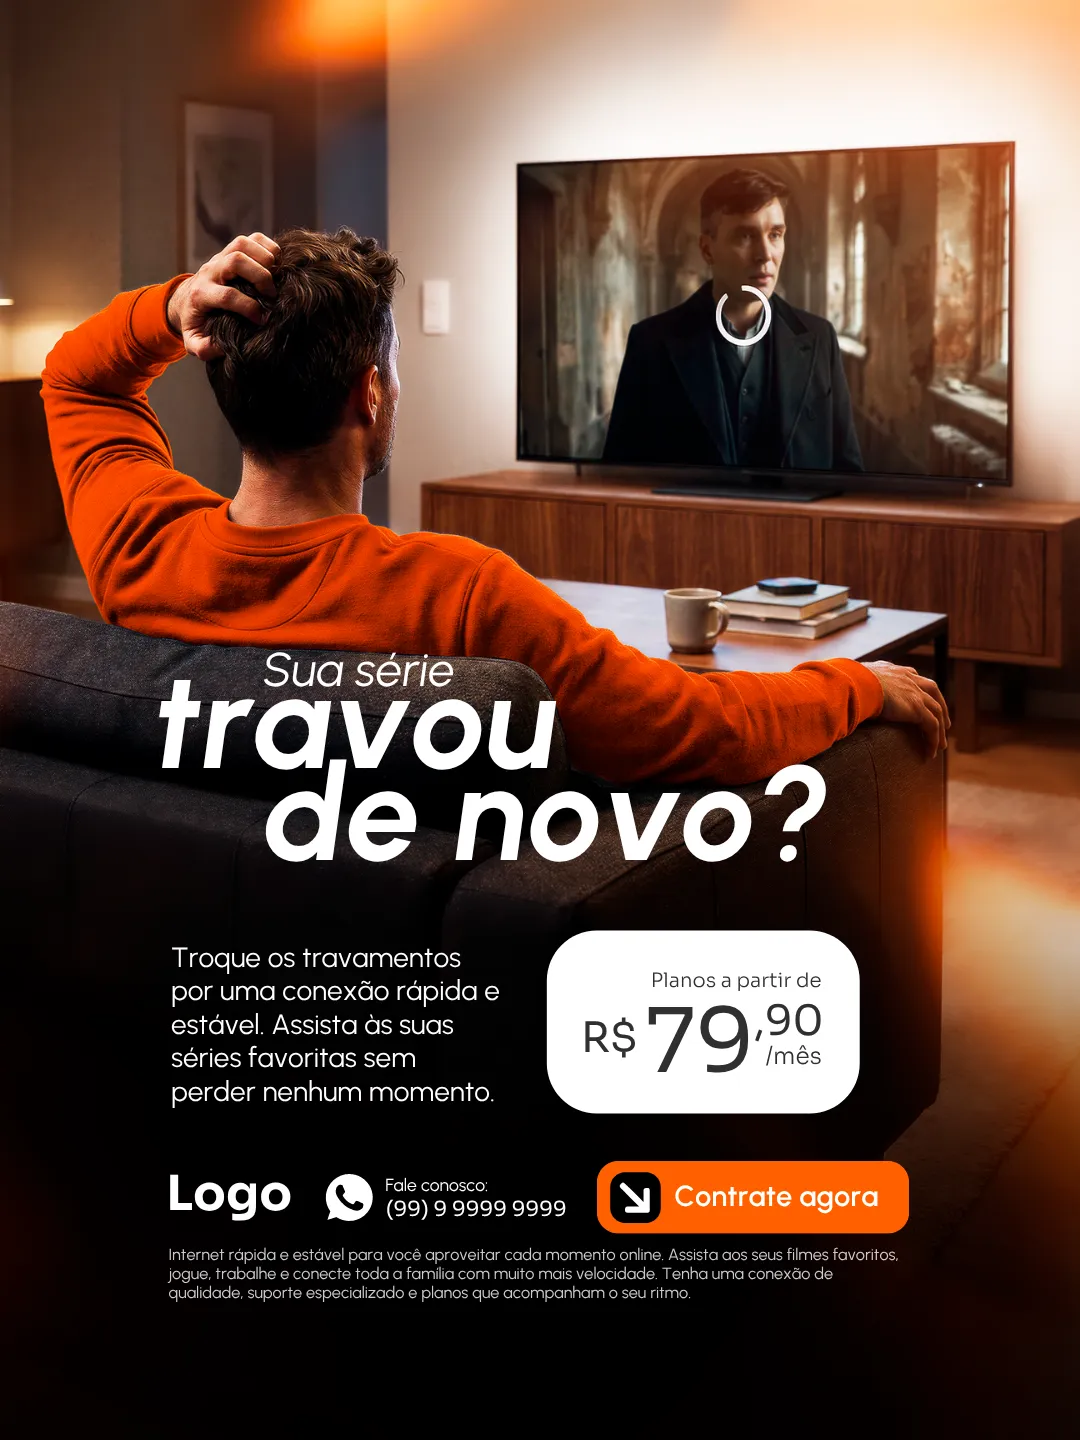 Sua série
travou
de novo?
Troque os travamentos
por uma conexão rápida e
estável. Assista às suas
séries favoritas sem
perder nenhum momento.
Planos a partir de
R$ 79,90
/mês
Logo
Fale conosco:
(99) 9 9999 9999
Contrate agora
Internet rápida e estável para você aproveitar cada momento online. Assista aos seus filmes favoritos,
jogue, trabalhe e conecte toda a família com muito mais velocidade. Tenha uma conexão de
qualidade, suporte especializado e planos que acompanham o seu ritmo.